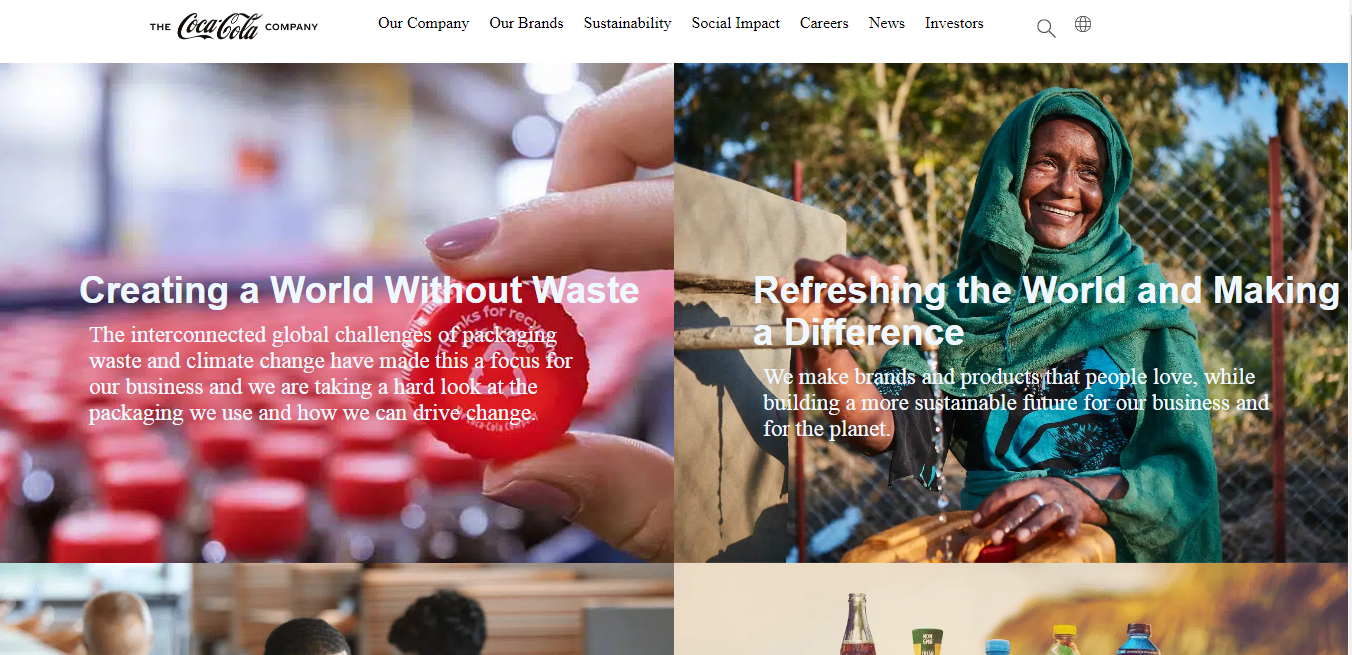 THE Coca-Cola COMPANY
Our Company Our Brands Sustainability Social Impact Careers News Investors
Creating a World Without Waste
The interconnected global challenges of packaging
waste and climate change have made this a focus for
our business and we are taking a hard look at the
packaging we use and how we can drive change.
Refreshing the World and Making
a Difference
We make brands and products that people love, while
building a more sustainable future for our business and
for the planet.
NON
GMO